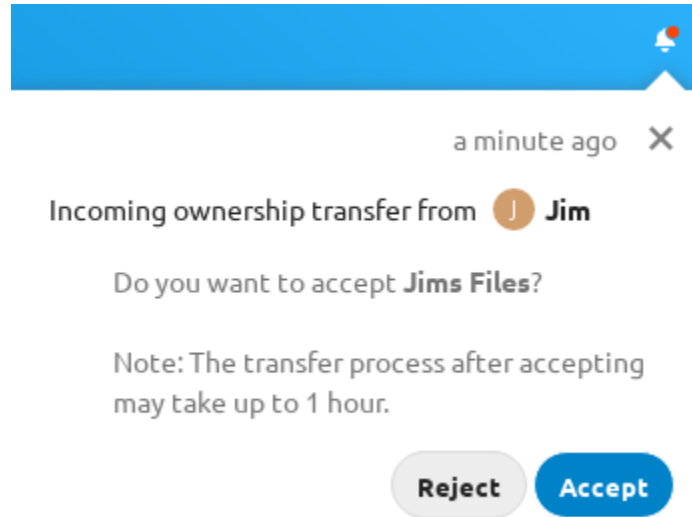 a minute ago
Incoming ownership transfer from J Jim
Do you want to accept Jims Files?
Note: The transfer process after accepting
may take up to 1 hour.
Reject Accept